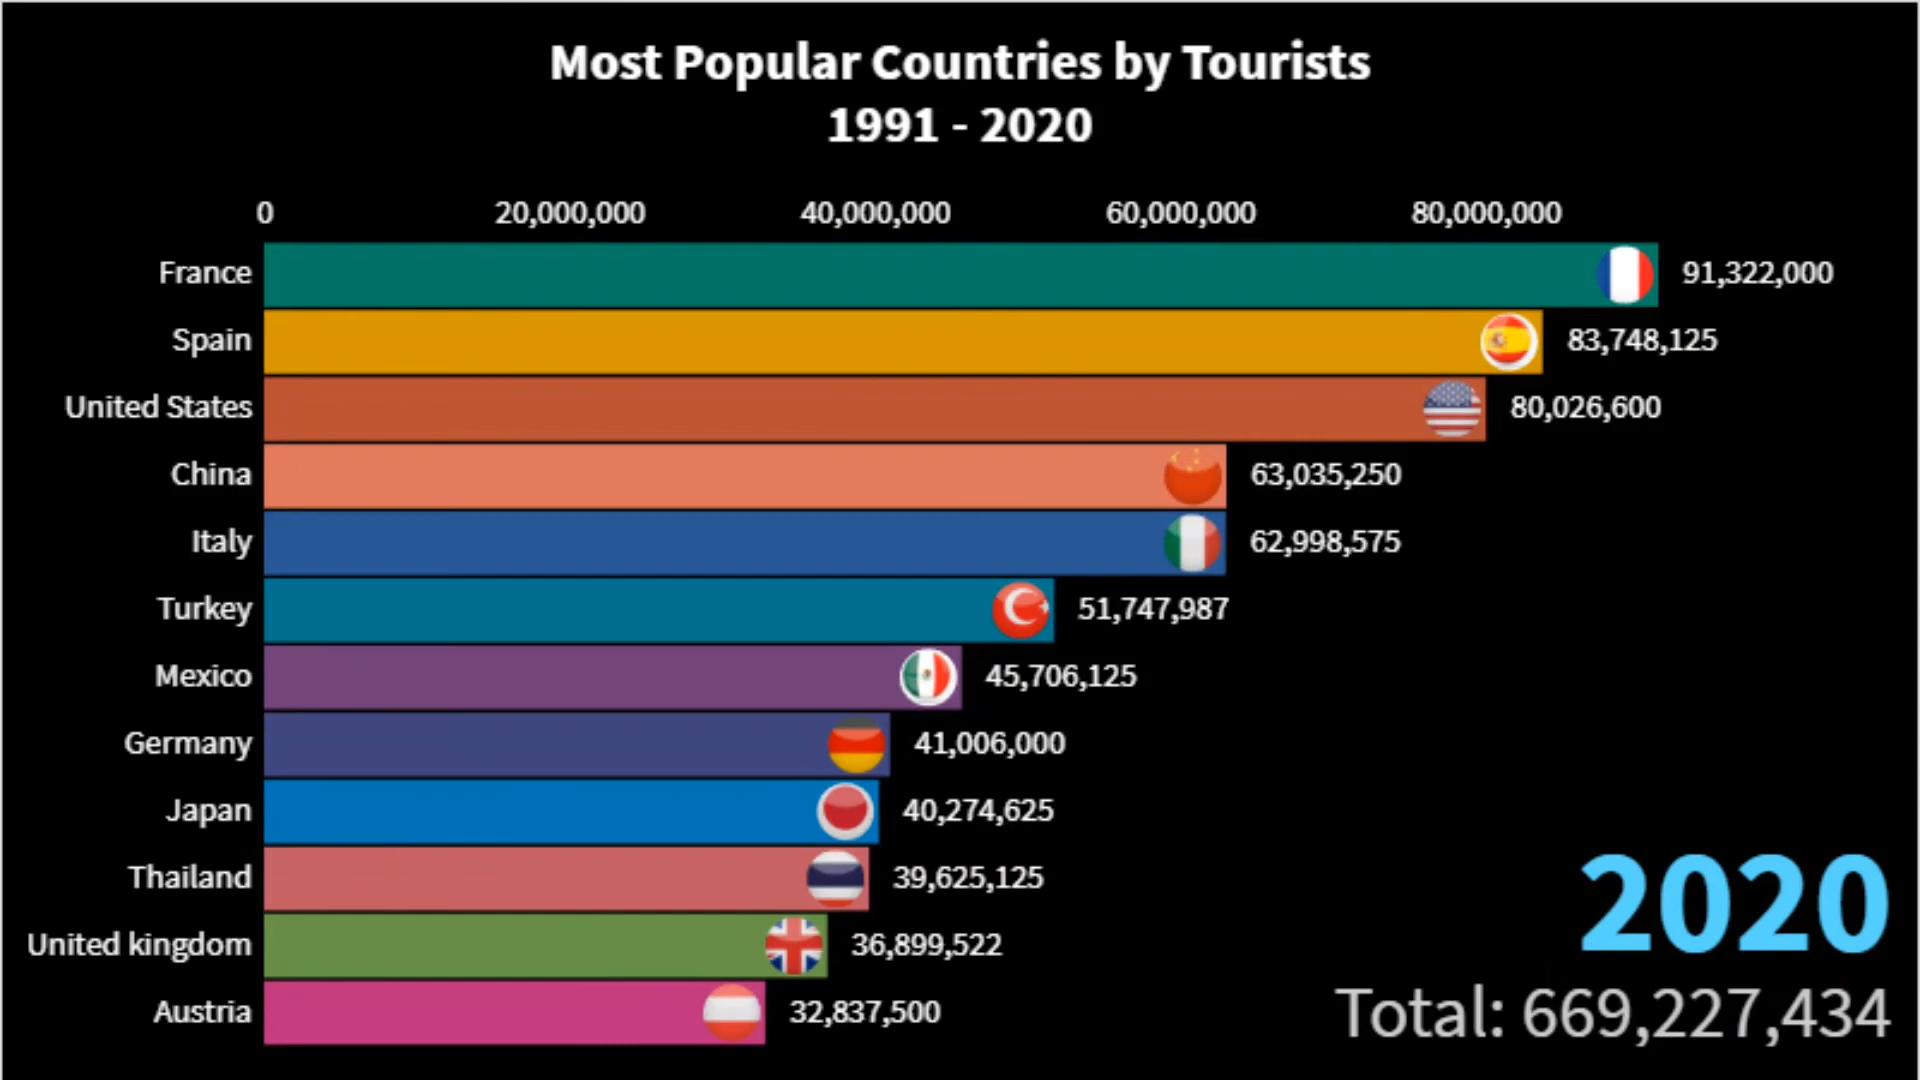 Most Popular Countries by Tourists
1991 - 2020
0 20,000,000 40,000,000 60,000,000 80,000,000
France 91,322,000
Spain 83,748,125
United States 80,026,600
China 63,035,250
Italy 62,998,575
Turkey 51,747,987
Mexico 45,706,125
Germany 41,006,000
Japan 40,274,625
Thailand 39,625,125
United kingdom 36,899,522
Austria 32,837,500
2020
Total: 669,227,434